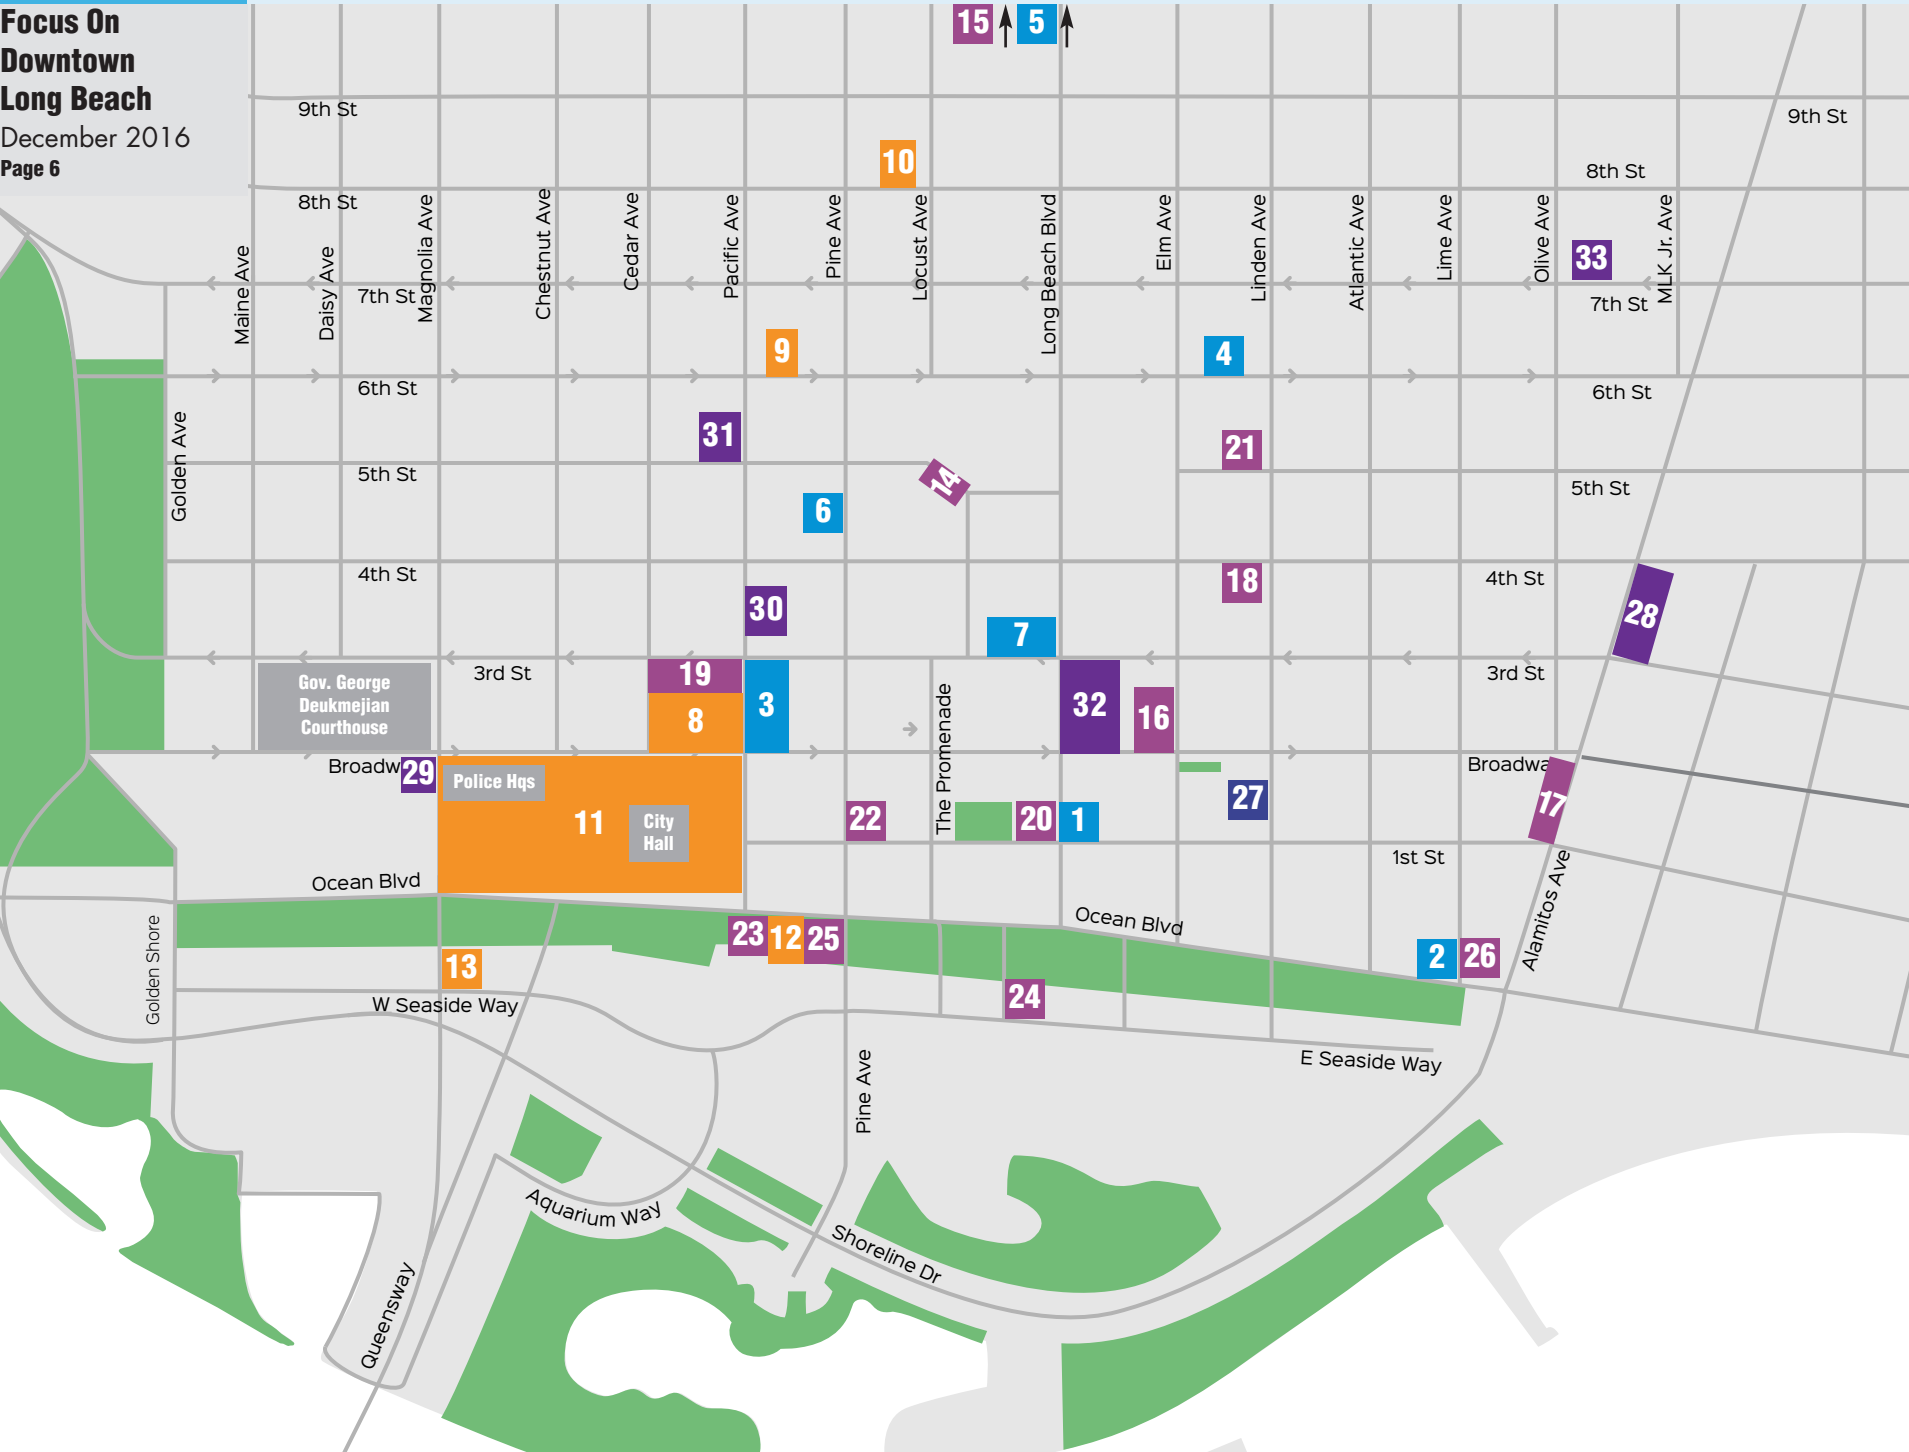 Focus On
Downtown
Long Beach
December 2016
Page 6
15
5
9th St
9th St
10
8th St
8th St
Maine Ave
Daisy Ave
Magnolia Ave
Chestnut Ave
Cedar Ave
Pacific Ave
Pine Ave
Locust Ave
Long Beach Blvd
Elm Ave
Linden Ave
Atlantic Ave
Lime Ave
Olive Ave
MLK Jr. Ave
33
7th St
7th St
9
4
6th St
6th St
Golden Ave
31
21
14
5th St
5th St
6
4th St
18
4th St
30
7
28
Gov. George
Deukmejian
Courthouse
3rd St
19
8
3
The Promenade
32
16
3rd St
Broadw
29
Police Hqs
11
City
Hall
22
20
1
27
Broadwa
17
1st St
Ocean Blvd
Ocean Blvd
Alamitos Ave
Golden Shore
23
12
25
13
2
26
24
W Seaside Way
E Seaside Way
Pine Ave
Aquarium Way
Shoreline Dr
Queensway